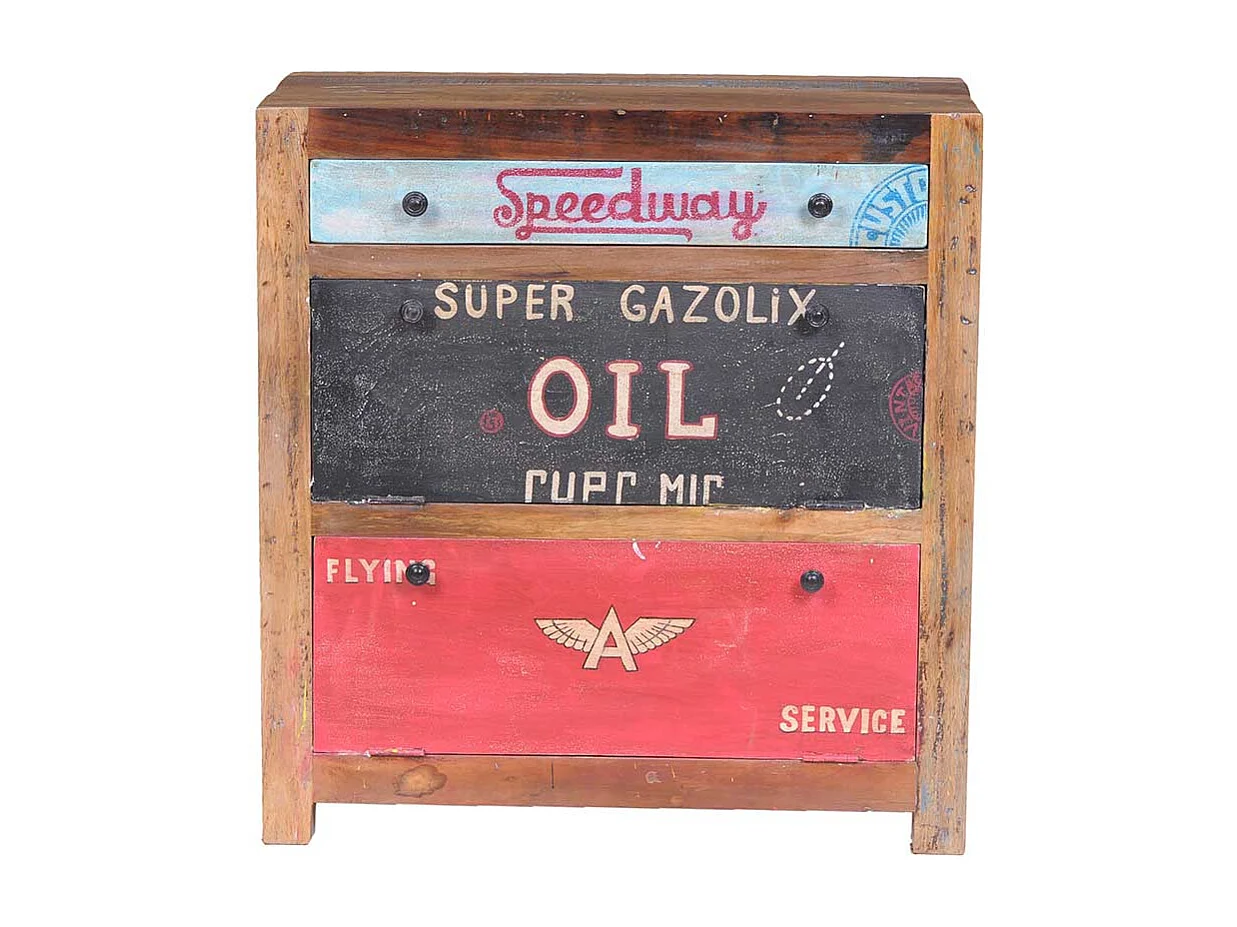 Speedway
SUPER GAZOLiX
OIL
FLYING
A
SERVICE